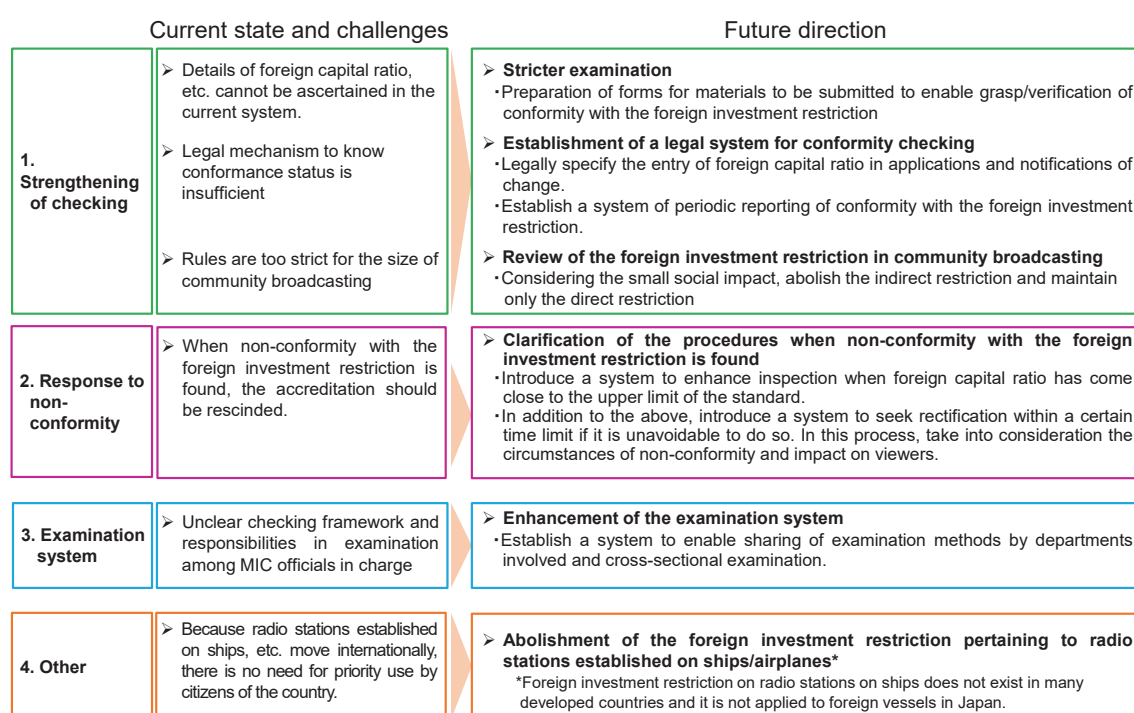 Current state and challenges
Future direction
1.
Strengthening
of checking
➢ Details of foreign capital ratio,
etc. cannot be ascertained in the
current system.
➢ Legal mechanism to know
conformance status is
insufficient
➢ Rules are too strict for the size of
community broadcasting
➢ Stricter examination
・Preparation of forms for materials to be submitted to enable grasp/verification of
conformity with the foreign investment restriction
➢ Establishment of a legal system for conformity checking
・Legally specify the entry of foreign capital ratio in applications and notifications of
change.
・Establish a system of periodic reporting of conformity with the foreign investment
restriction.
➢ Review of the foreign investment restriction in community broadcasting
・Considering the small social impact, abolish the indirect restriction and maintain
only the direct restriction
2. Response to
non-
conformity
➢ When non-conformity with the
foreign investment restriction is
found, the accreditation should
be rescinded.
➢ Clarification of the procedures when non-conformity with the foreign
investment restriction is found
・Introduce a system to enhance inspection when foreign capital ratio has come
close to the upper limit of the standard.
・In addition to the above, introduce a system to seek rectification within a certain
time limit if it is unavoidable to do so. In this process, take into consideration the
circumstances of non-conformity and impact on viewers.
3. Examination
system
➢ Unclear checking framework and
responsibilities in examination
among MIC officials in charge
➢ Enhancement of the examination system
・Establish a system to enable sharing of examination methods by departments
involved and cross-sectional examination.
4. Other
➢ Because radio stations established
on ships, etc. move internationally,
there is no need for priority use by
citizens of the country.
➢ Abolishment of the foreign investment restriction pertaining to radio
stations established on ships/airplanes*
*Foreign investment restriction on radio stations on ships does not exist in many
developed countries and it is not applied to foreign vessels in Japan.